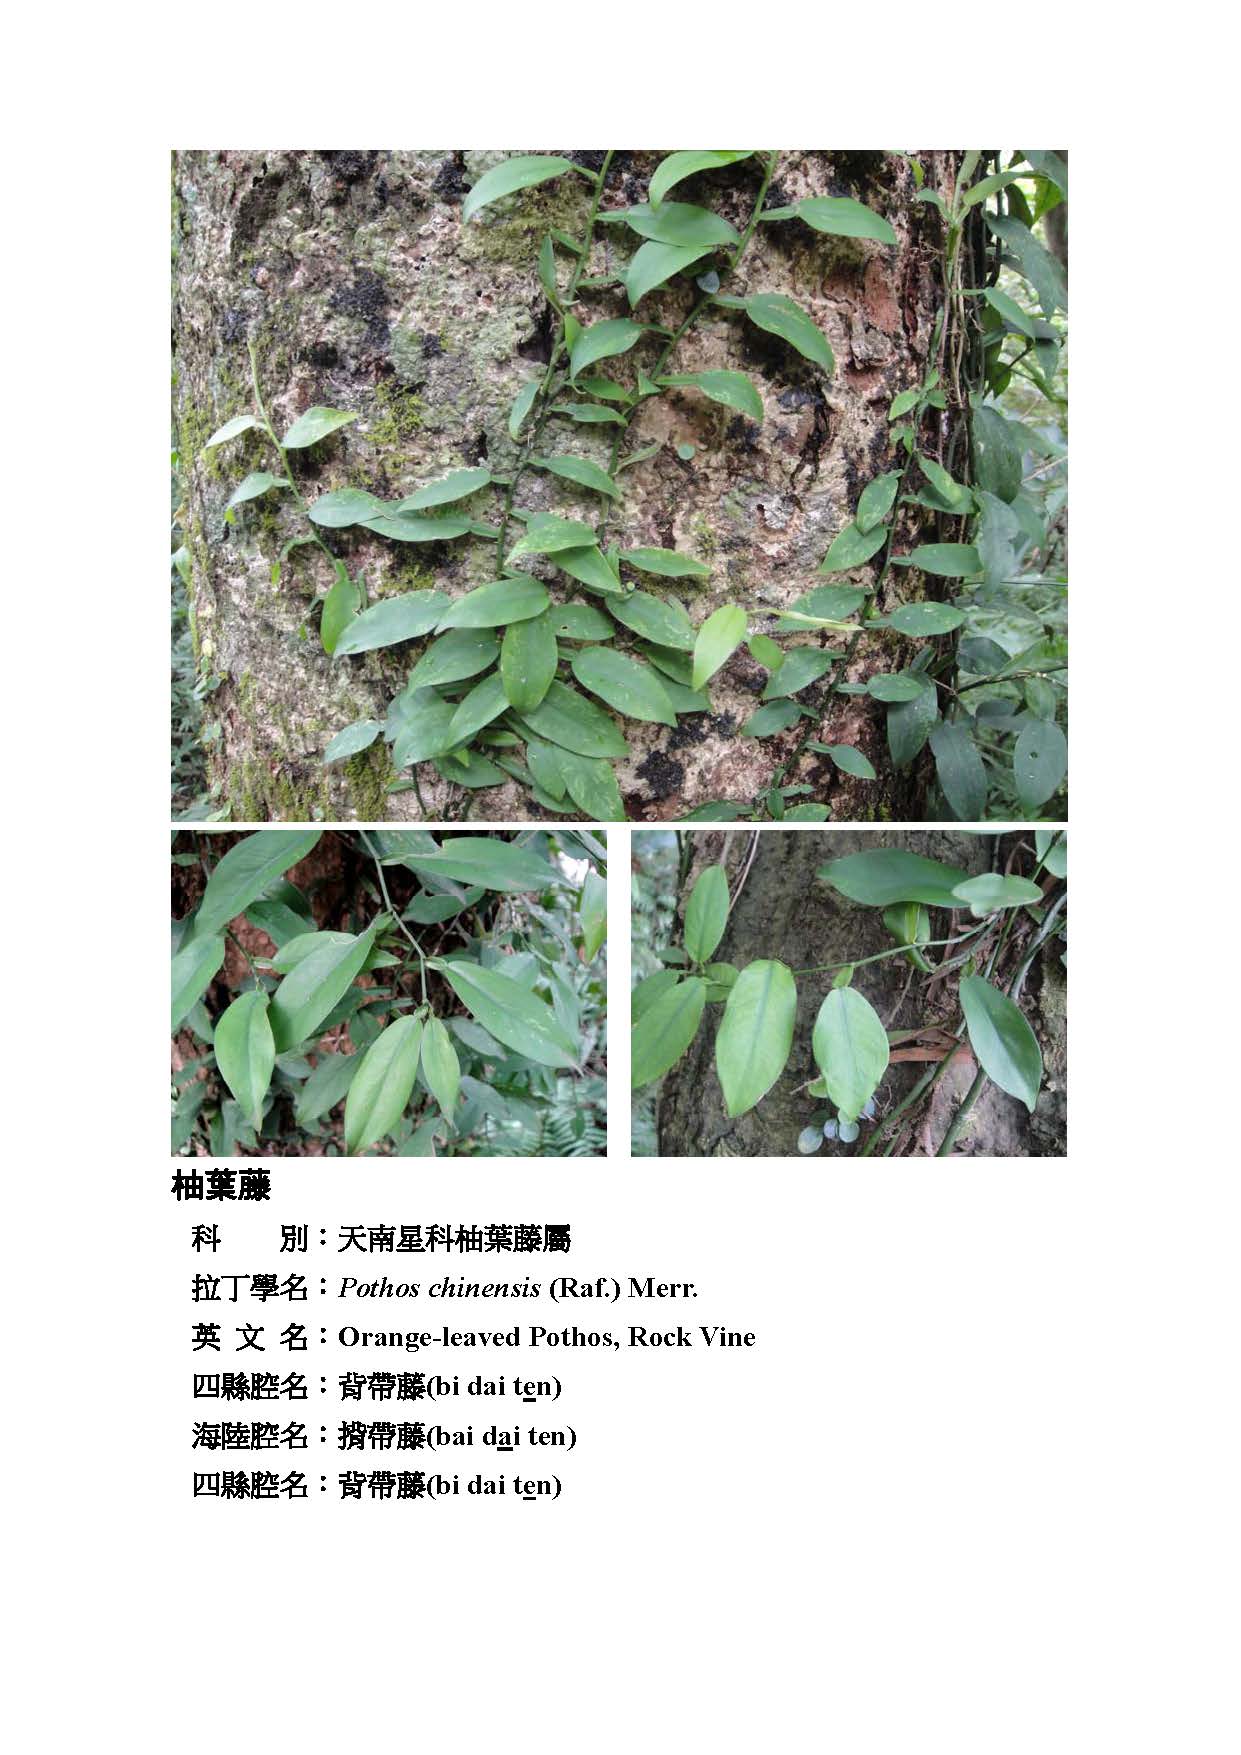 柚葉藤
科　　別：天南星科柚葉藤屬
拉丁學名：Pothos chinensis (Raf.) Merr.
英 文 名：Orange-leaved Pothos, Rock Vine
四縣腔名：背帶藤(bi dai ten)
海陸腔名：揹帶藤(bai dai ten)
四縣腔名：背帶藤(bi dai ten)